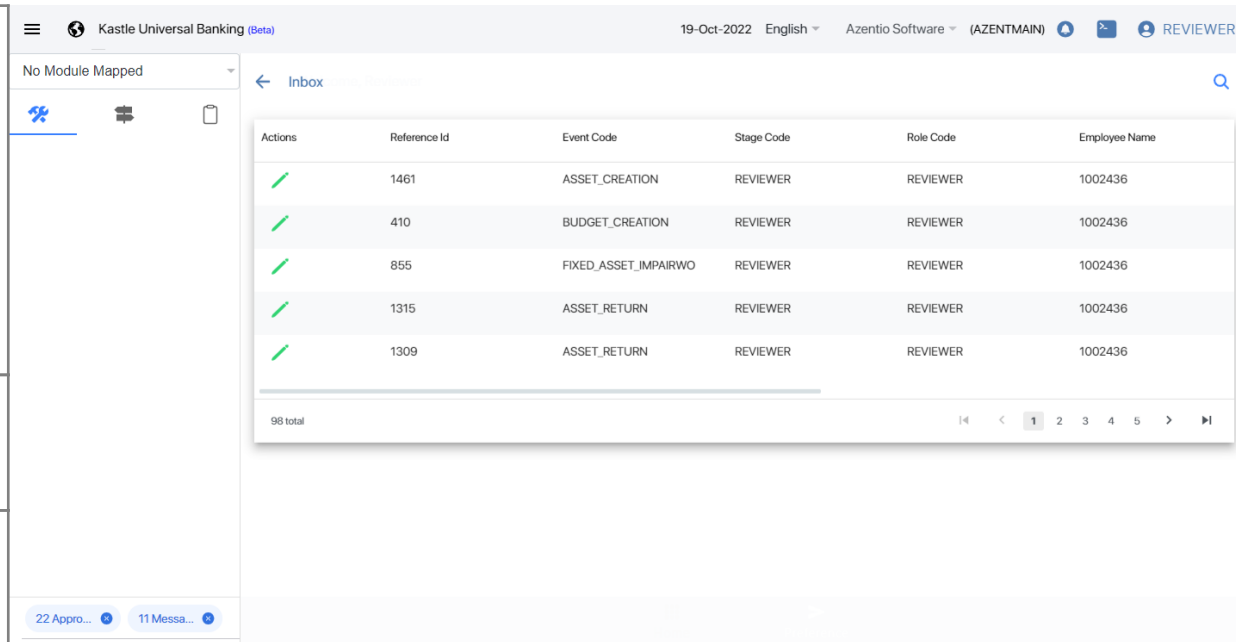 Kastle Universal Banking (Beta) 19-Oct-2022 English Azentio Software (AZENTMAIN) REVIEWER
No Module Mapped
Inbox
Actions Reference Id Event Code Stage Code Role Code Employee Name
1461 ASSET_CREATION REVIEWER REVIEWER 1002436
410 BUDGET_CREATION REVIEWER REVIEWER 1002436
855 FIXED_ASSET_IMPAIRWO REVIEWER REVIEWER 1002436
1315 ASSET_RETURN REVIEWER REVIEWER 1002436
1309 ASSET_RETURN REVIEWER REVIEWER 1002436
98 total 1 2 3 4 5
22 Appro... 11 Messa...